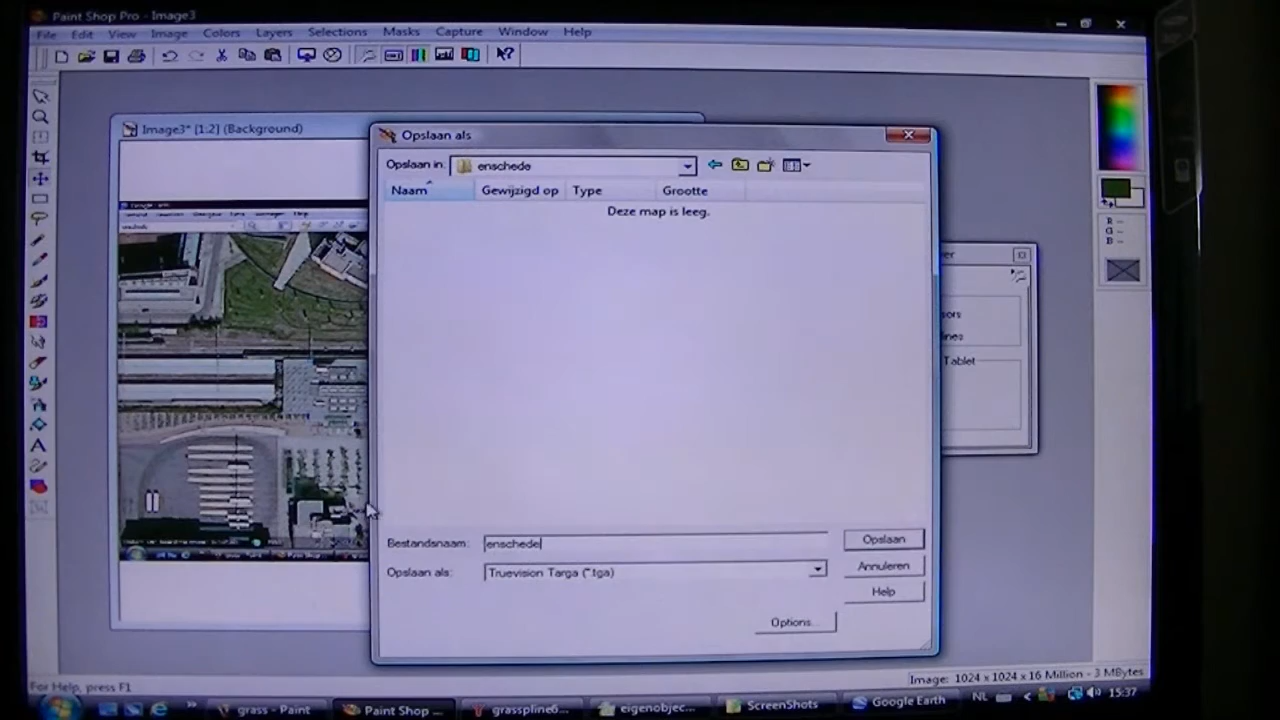 Paint Shop Pro - Image3
File Edit View Image Colors Layers Selections Masks Capture Window Help
Image3* [1:2] (Background)
Opslaan als
Opslaan in: enschede
Naam Gewijzigd op Type Grootte
Deze map is leeg.
R --
G --
B --
Tablet
Bestandsnaam: enschede
Opslaan
Opslaan als: Truevision Targa (*.tga)
Annuleren
Help
Options...
For Help, press F1
Image: 1024 x 1024 x 16 Million - 3 MBytes
grass - Paint Paint Shop ... grasspline6... eigenobjec... ScreenShots Google Earth NL 15:37